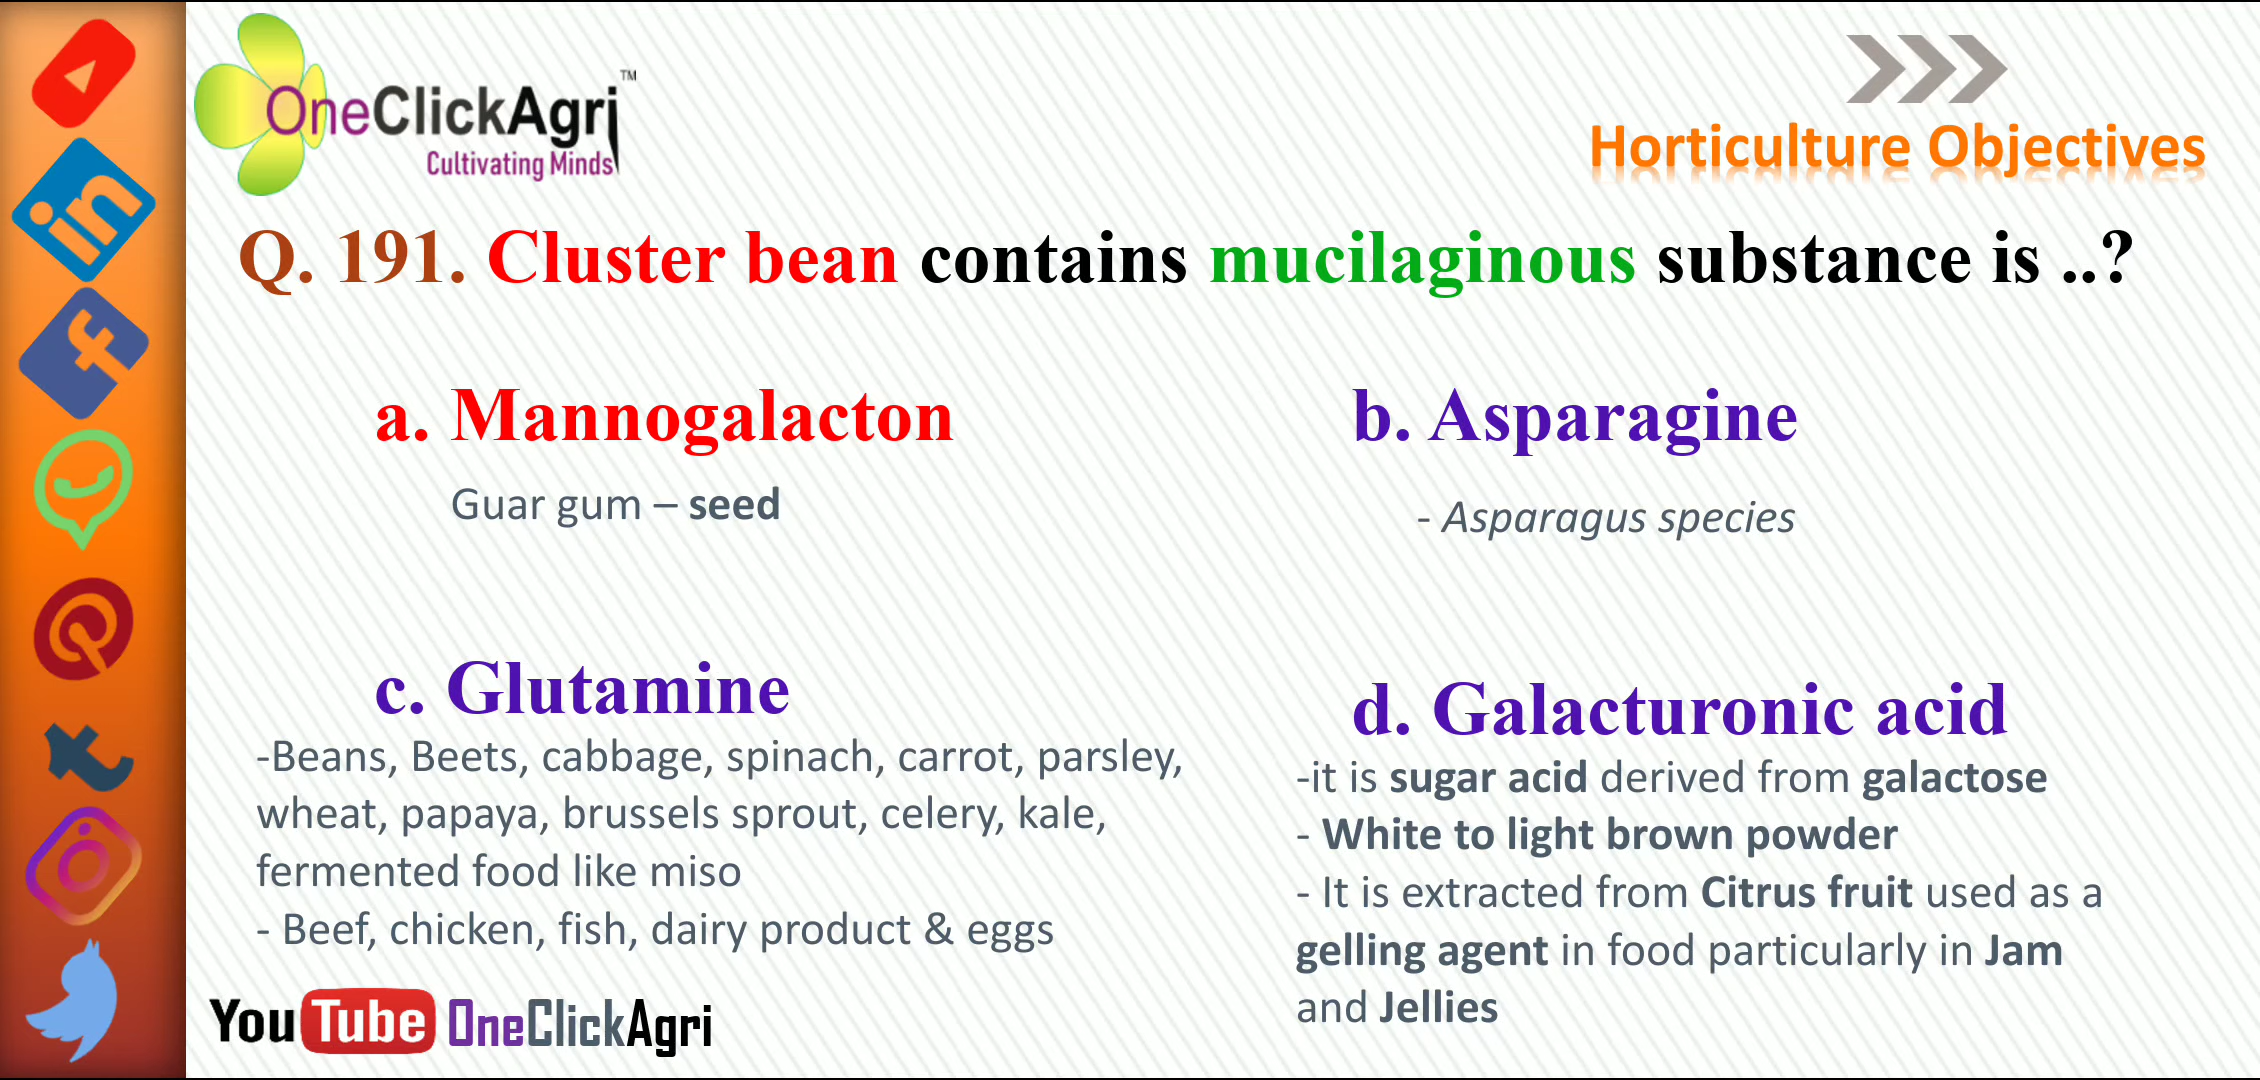 OneClickAgri TM
Cultivating Minds
Horticulture Objectives
Q. 191. Cluster bean contains mucilaginous substance is ..?
a. Mannogalacton
Guar gum – seed
b. Asparagine
- Asparagus species
c. Glutamine
-Beans, Beets, cabbage, spinach, carrot, parsley,
wheat, papaya, brussels sprout, celery, kale,
fermented food like miso
- Beef, chicken, fish, dairy product & eggs
d. Galacturonic acid
-it is sugar acid derived from galactose
- White to light brown powder
- It is extracted from Citrus fruit used as a
gelling agent in food particularly in Jam
and Jellies
YouTube OneClickAgri